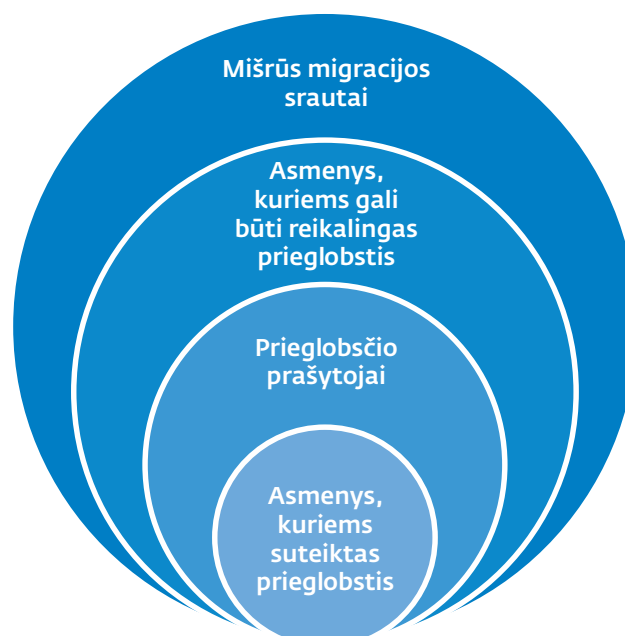 Mišrūs migracijos
srautai
Asmenys,
kuriems gali
būti reikalingas
prieglobstis
Prieglobsčio
prašytojai
Asmenys,
kuriems
suteiktas
prieglobstis